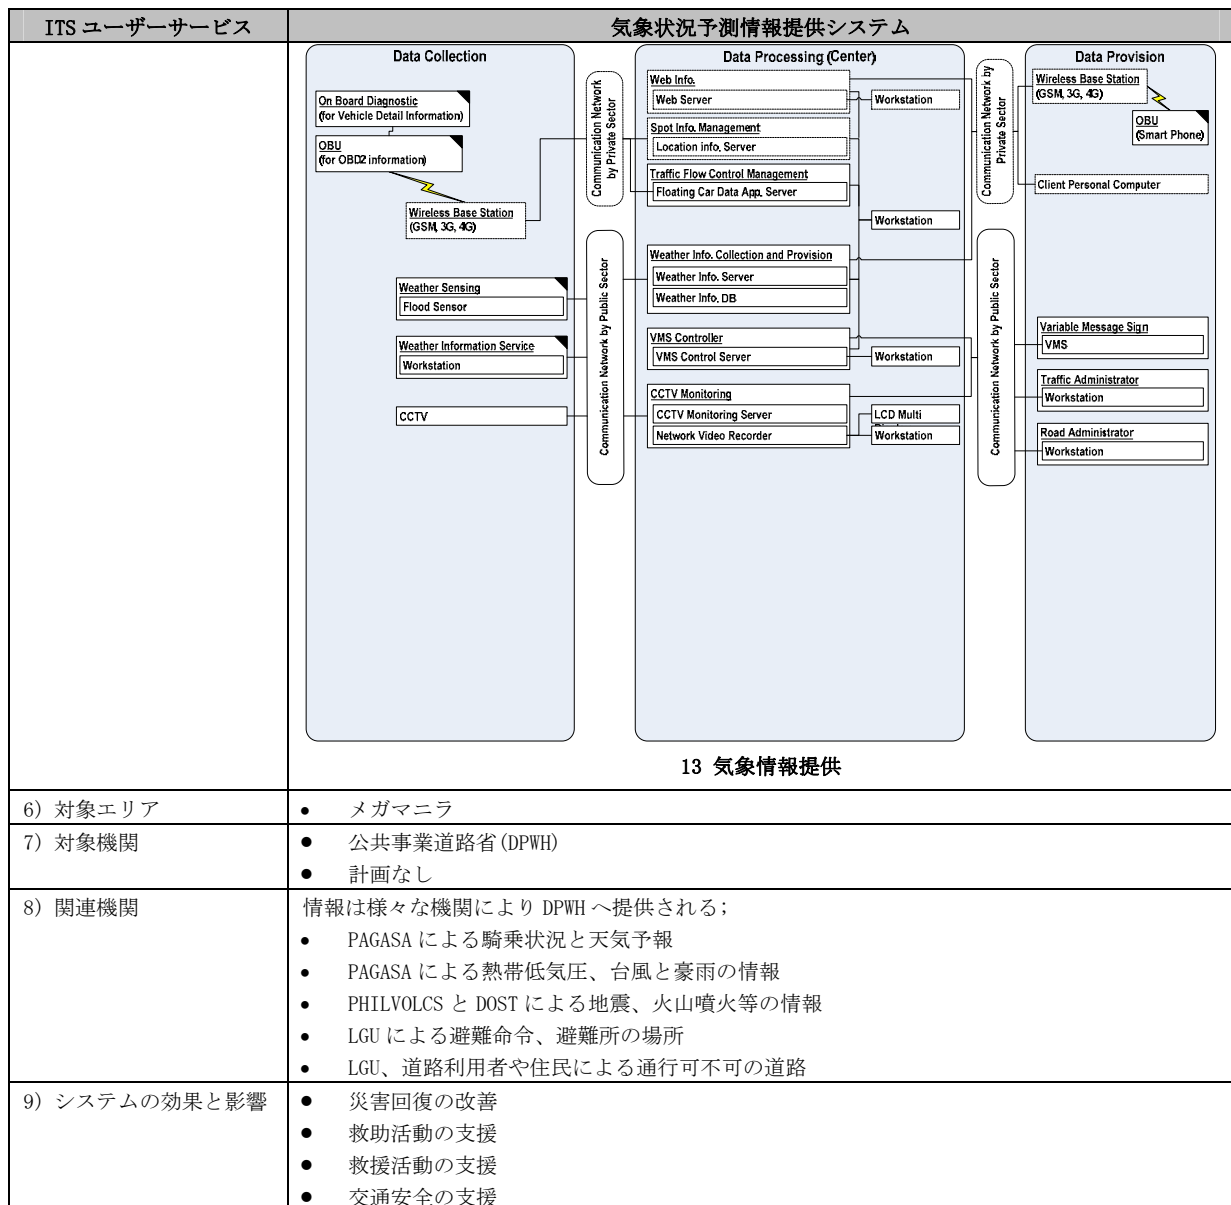 ITS ユーザーサービス
気象状況予測情報提供システム
Data Collection
On Board Diagnostic
(for Vehicle Detail Information)
OBU
(for OBD2 information)
Wireless Base Station
(GSM, 3G, 4G)
Weather Sensing
Flood Sensor
Weather Information Service
Workstation
CCTV
Communication Network
by Private Sector
Communication Network by Public Sector
Data Processing (Center)
Web Info.
Web Server
Workstation
Spot Info. Management
Location info. Server
Traffic Flow Control Management
Floating Car Data App. Server
Workstation
Weather Info. Collection and Provision
Weather Info. Server
Weather Info. DB
VMS Controller
VMS Control Server
Workstation
CCTV Monitoring
CCTV Monitoring Server
LCD Multi
Network Video Recorder
Workstation
Communication Network by
Private Sector
Communication Network by Public Sector
Data Provision
Wireless Base Station
(GSM, 3G, 4G)
OBU
(Smart Phone)
Client Personal Computer
Variable Message Sign
VMS
Traffic Administrator
Workstation
Road Administrator
Workstation
13 気象情報提供
6) 対象エリア
• メガマニラ
7) 対象機関
● 公共事業道路省(DPWH)
● 計画なし
8) 関連機関
情報は様々な機関により DPWH へ提供される;
• PAGASA による騎乗状況と天気予報
• PAGASA による熱帯低気圧、台風と豪雨の情報
• PHILVOLCS と DOST による地震、火山噴火等の情報
• LGU による避難命令、避難所の場所
• LGU、道路利用者や住民による通行可不可の道路
9) システムの効果と影響
● 災害回復の改善
● 救助活動の支援
● 救援活動の支援
● 交通安全の支援